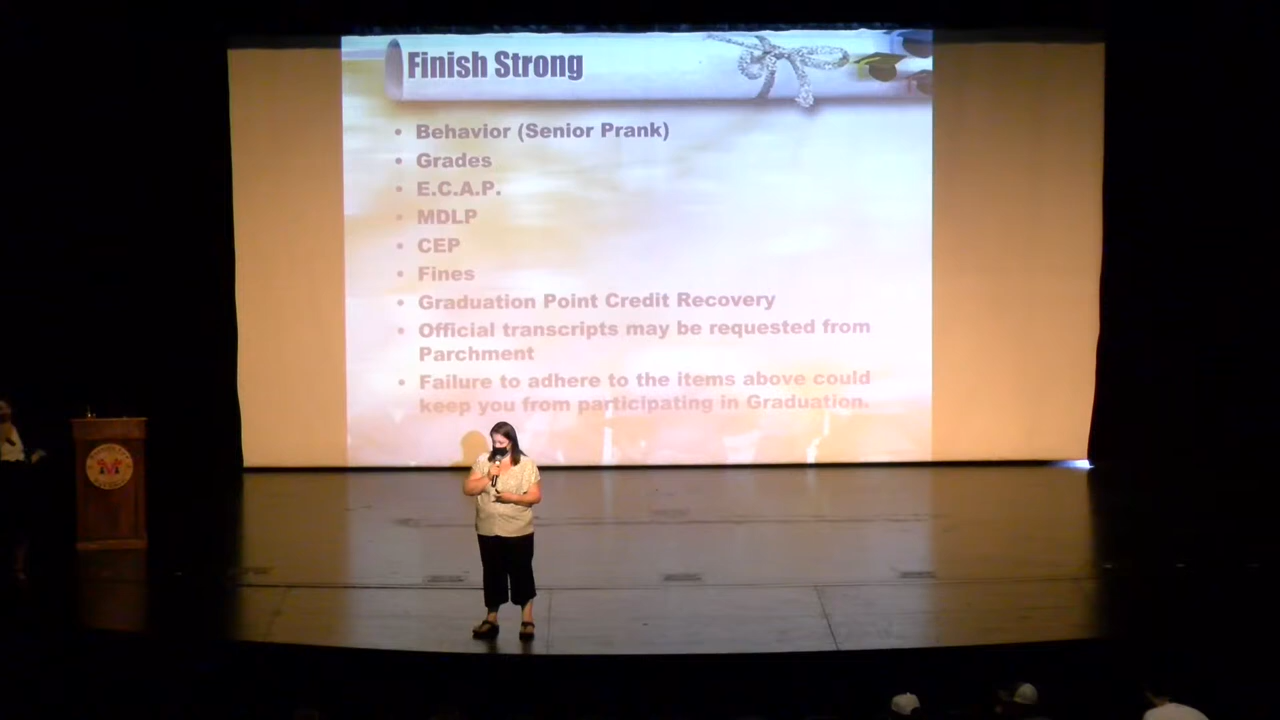 Finish Strong
• Behavior (Senior Prank)
• Grades
• E.C.A.P.
• MDLP
• CEP
• Fines
• Graduation Point Credit Recovery
• Official transcripts may be requested from
Parchment
• Failure to adhere to the items above could
keep you from participating in Graduation.
M